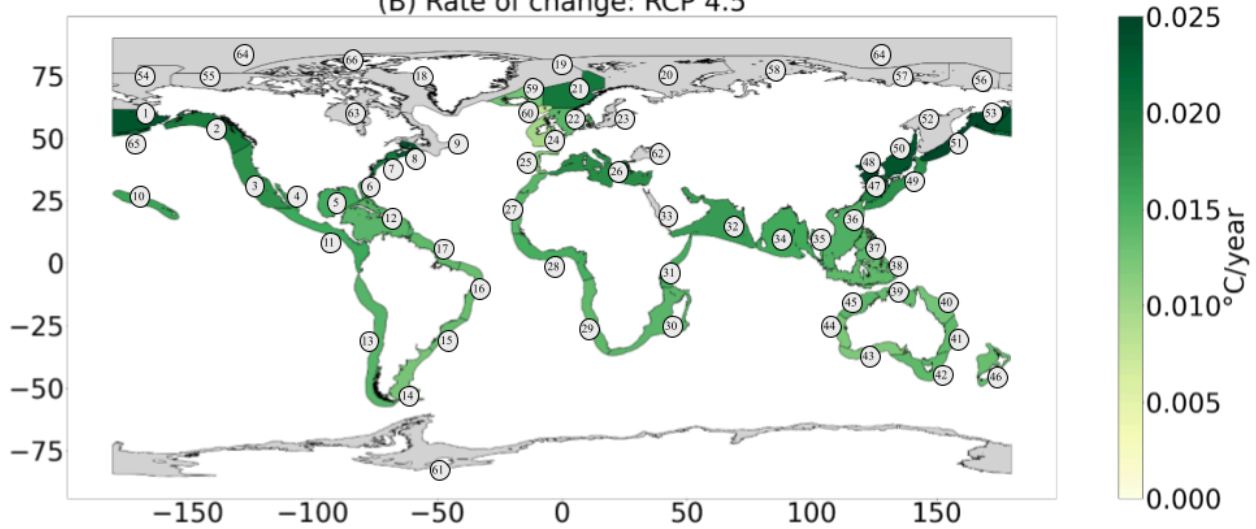 (B) Rate of change: RCP 4.5
0.025
64 66 19 64
75 54 55 18 59 21 20 58 57 56
0.020
50 1 2 63 60 22 23 52 53
65 9 24 50 51
8 25 62 48
7 26 47 49
25 10 3 4 5 6 27 33 36
0.015
12 32 34 35 37
0 11 17 28 31 38
0.010
16 39 40
−25 13 15 29 30 45 44 43 41
−50 14 42 46
0.005
−75 61
0.000
°C/year
−150 −100 −50 0 50 100 150